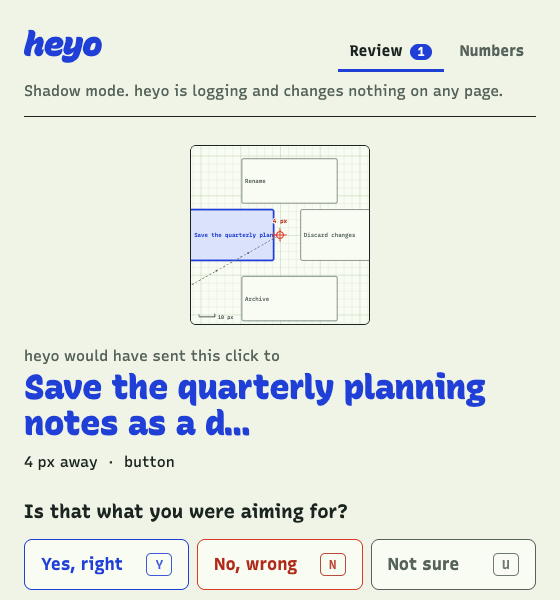 heyo
Review 1
Numbers
Shadow mode. heyo is logging and changes nothing on any page.
Rename
4 px
Save the quarterly plan
Discard changes
Archive
10 px
heyo would have sent this click to
Save the quarterly planning
notes as a d...
4 px away · button
Is that what you were aiming for?
Yes, right Y
No, wrong N
Not sure U